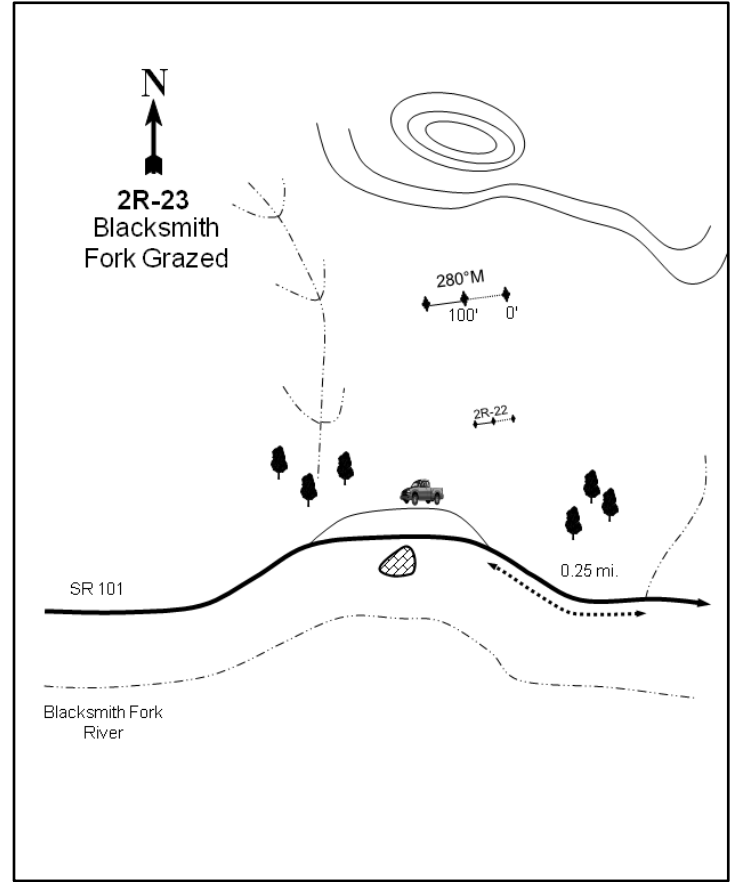 N
2R-23
Blacksmith
Fork Grazed
280°M
100' 0'
2R-22
0.25 mi.
SR 101
Blacksmith Fork
River